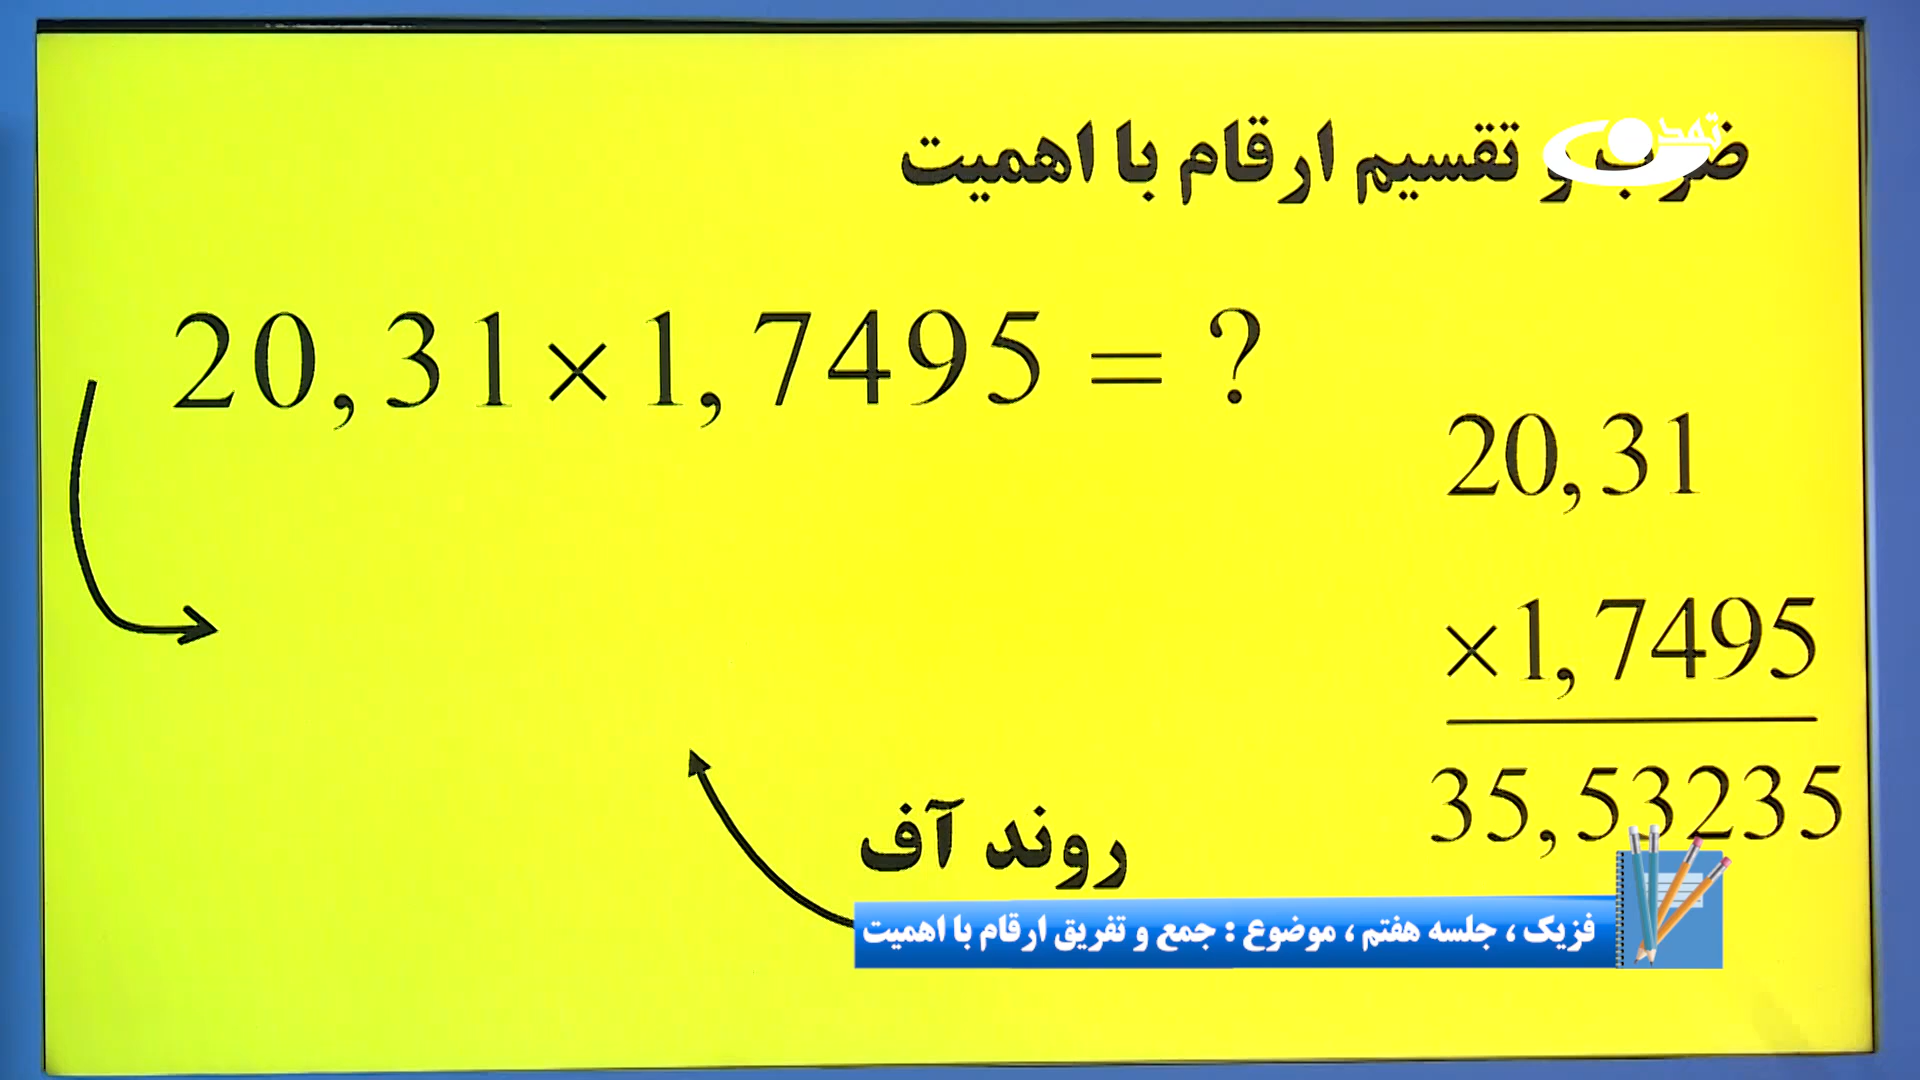 ضرب و تقسیم ارقام با اهمیت
تمدن
20,31×1,7495 = ?
20,31
×1,7495
35,53235
روند آف
فزیک ، جلسه هفتم ، موضوع : جمع و تفریق ارقام با اهمیت